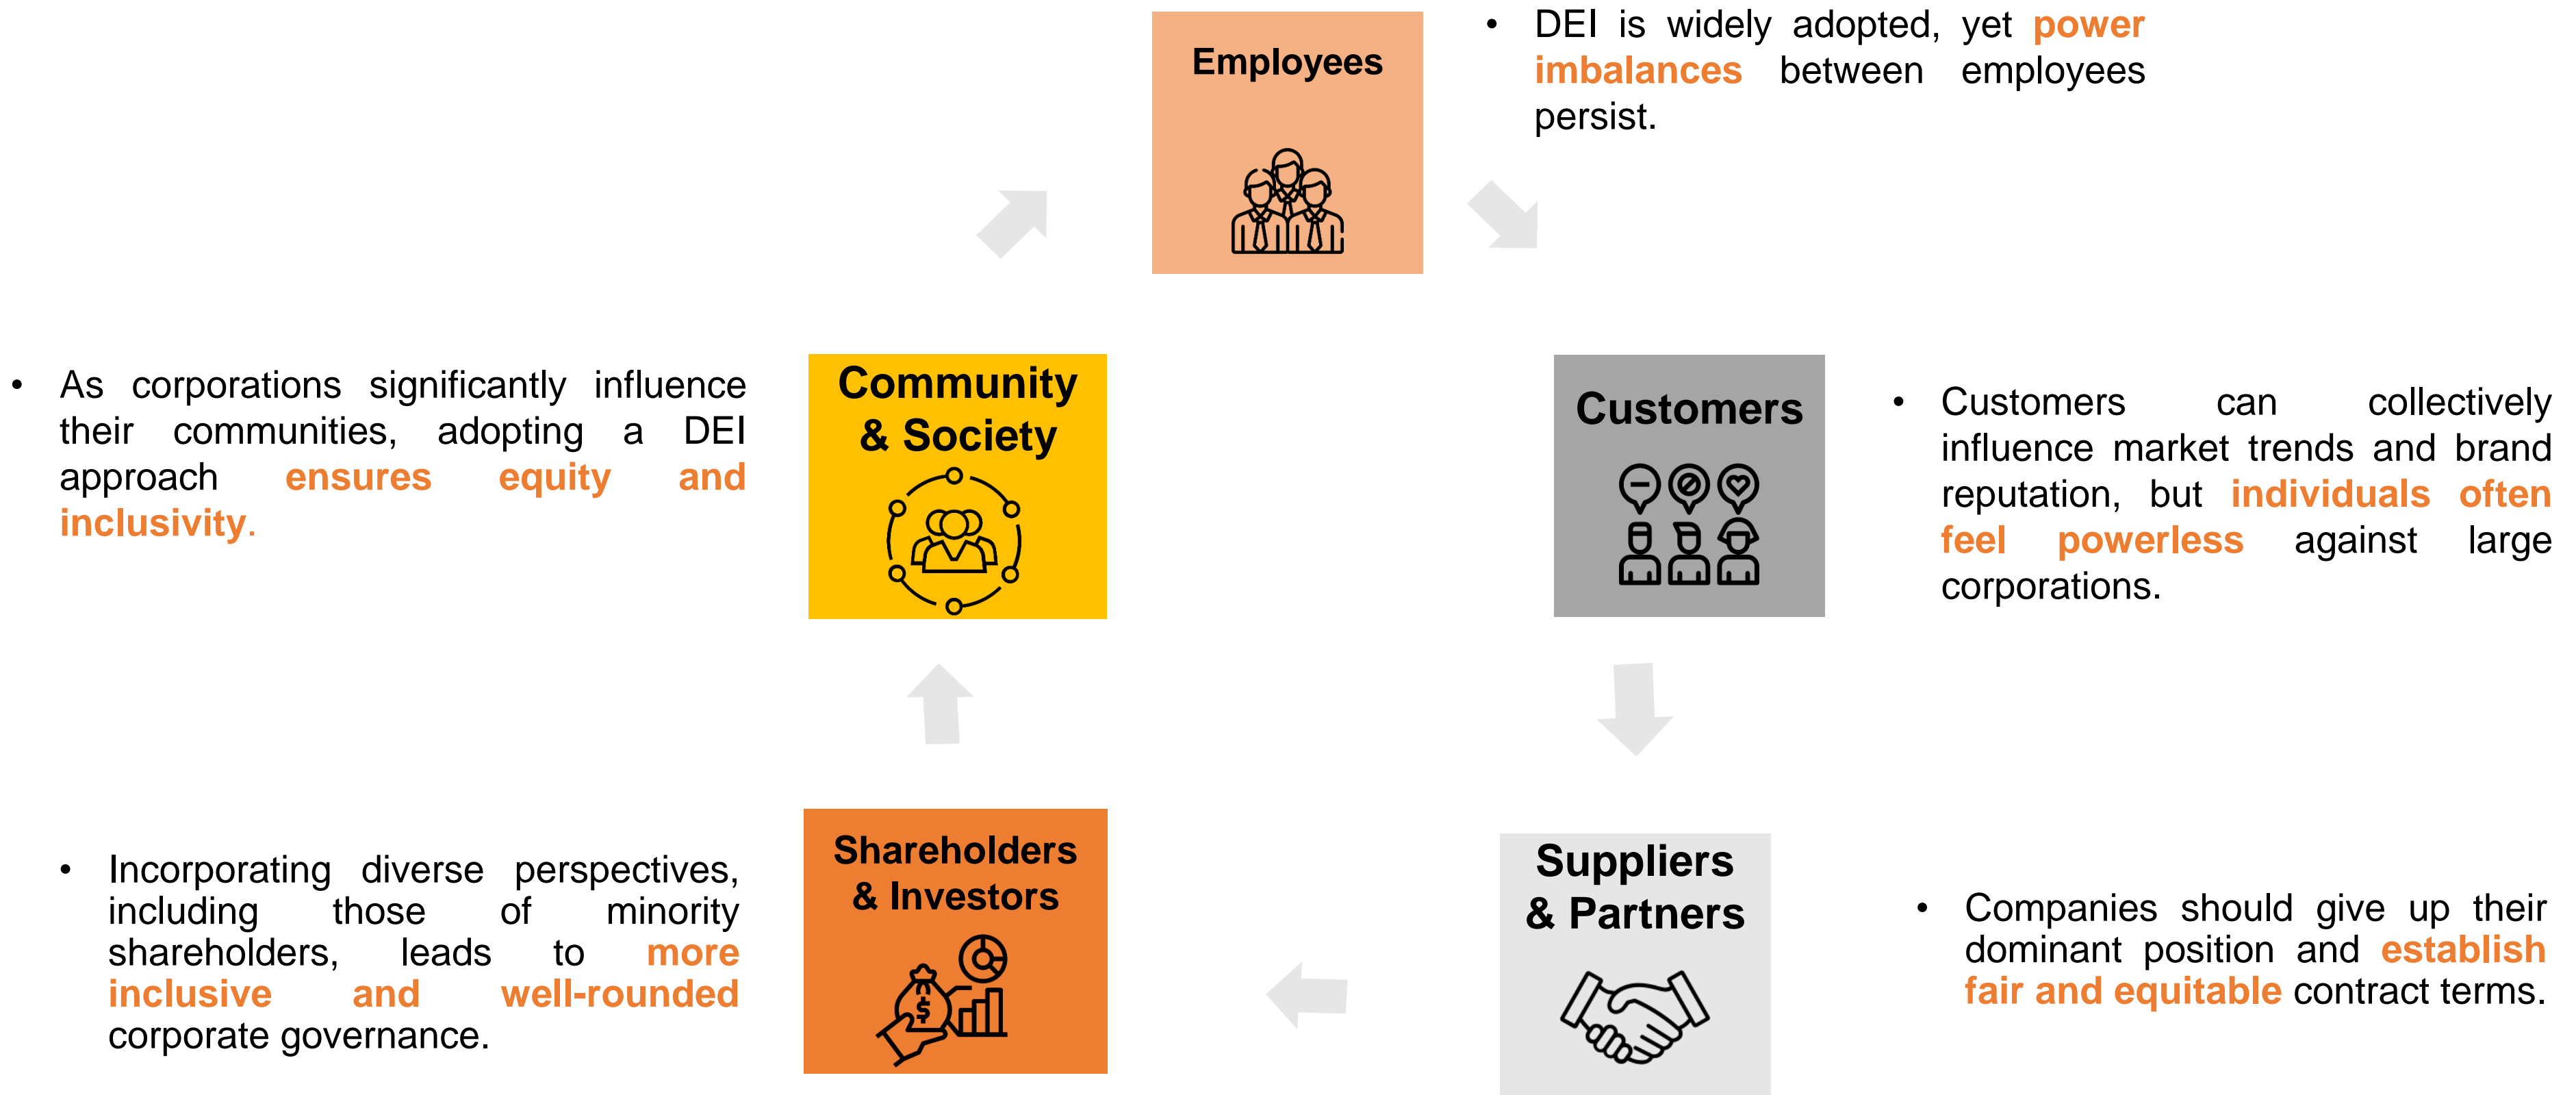 Employees
• DEI is widely adopted, yet power
imbalances between employees
persist.
Customers
• Customers can collectively
influence market trends and brand
reputation, but individuals often
feel powerless against large
corporations.
Suppliers
& Partners
• Companies should give up their
dominant position and establish
fair and equitable contract terms.
Shareholders
& Investors
• Incorporating diverse perspectives,
including those of minority
shareholders, leads to more
inclusive and well-rounded
corporate governance.
Community
& Society
• As corporations significantly influence
their communities, adopting a DEI
approach ensures equity and
inclusivity.
$